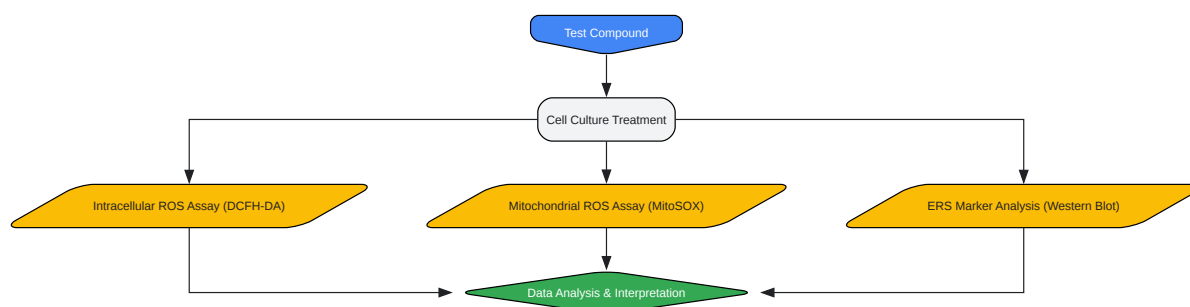 Test Compound
Cell Culture Treatment
Intracellular ROS Assay (DCFH-DA)
Mitochondrial ROS Assay (MitoSOX)
ERS Marker Analysis (Western Blot)
Data Analysis & Interpretation